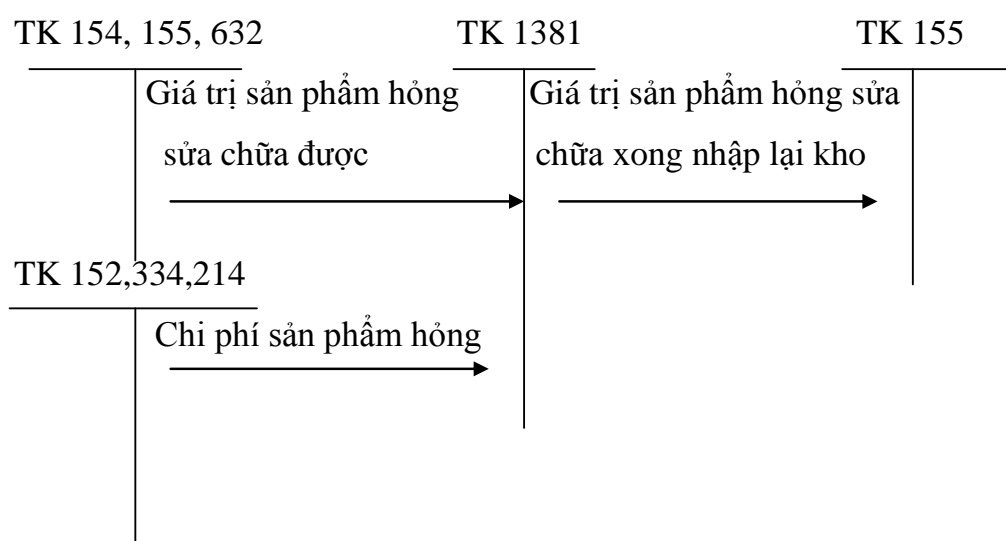 TK 154, 155, 632
TK 1381
TK 155
Giá trị sản phẩm hỏng
sửa chữa được
Giá trị sản phẩm hỏng sửa
chữa xong nhập lại kho
TK 152,334,214
Chi phí sản phẩm hỏng